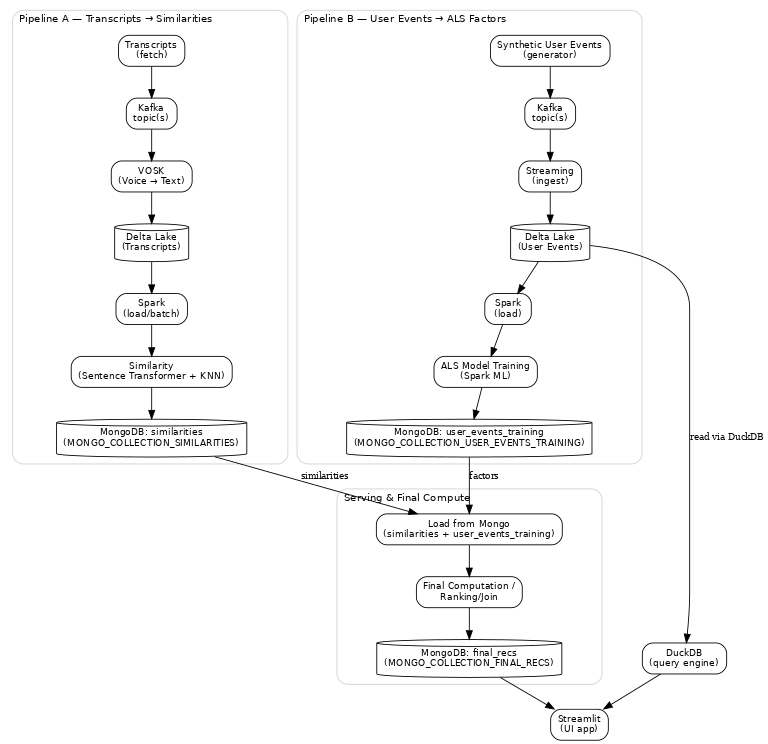 Pipeline A — Transcripts → Similarities
Transcripts
(fetch)
Kafka
topic(s)
VOSK
(Voice → Text)
Delta Lake
(Transcripts)
Spark
(load/batch)
Similarity
(Sentence Transformer + KNN)
MongoDB: similarities
(MONGO_COLLECTION_SIMILARITIES)
Pipeline B — User Events → ALS Factors
Synthetic User Events
(generator)
Kafka
topic(s)
Streaming
(ingest)
Delta Lake
(User Events)
Spark
(load)
ALS Model Training
(Spark ML)
MongoDB: user_events_training
(MONGO_COLLECTION_USER_EVENTS_TRAINING)
read via DuckDB
similarities
factors
Serving & Final Compute
Load from Mongo
(similarities + user_events_training)
Final Computation /
Ranking/Join
MongoDB: final_recs
(MONGO_COLLECTION_FINAL_RECS)
DuckDB
(query engine)
Streamlit
(UI app)